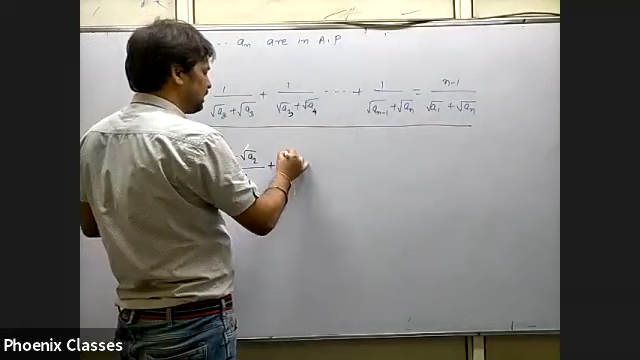 ... aₙ are in A.P
1/(√a₂+√a₃) + 1/(√a₃+√a₄) ... + 1/(√aₙ₋₁+√aₙ) = n-1/(√a₁+√aₙ)
√a₂ +
Phoenix Classes